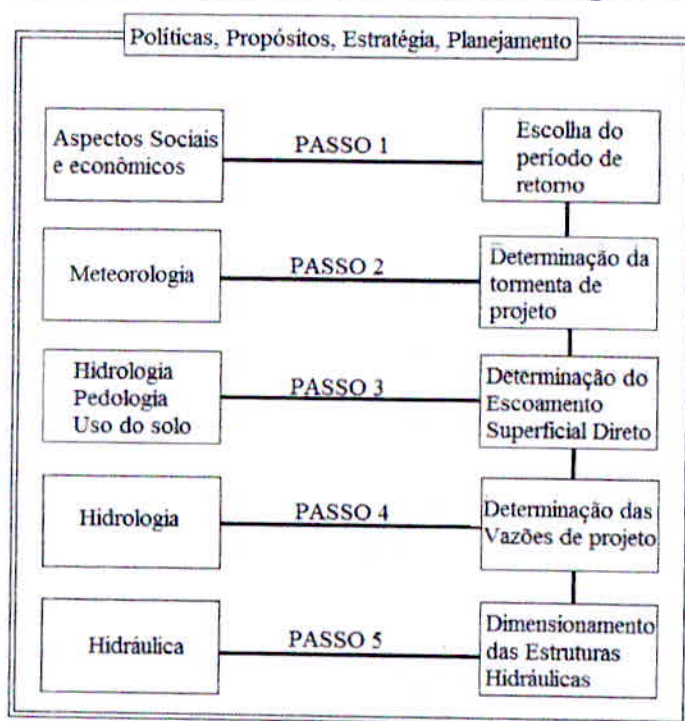 Políticas, Propósitos, Estratégia, Planejamento
Aspectos Sociais
e econômicos
PASSO 1
Escolha do
período de
retorno
Meteorologia
PASSO 2
Determinação da
tormenta de
projeto
Hidrologia
Pedologia
Uso do solo
PASSO 3
Determinação do
Escoamento
Superficial Direto
Hidrologia
PASSO 4
Determinação das
Vazões de projeto
Hidráulica
PASSO 5
Dimensionamento
das Estruturas
Hidráulicas